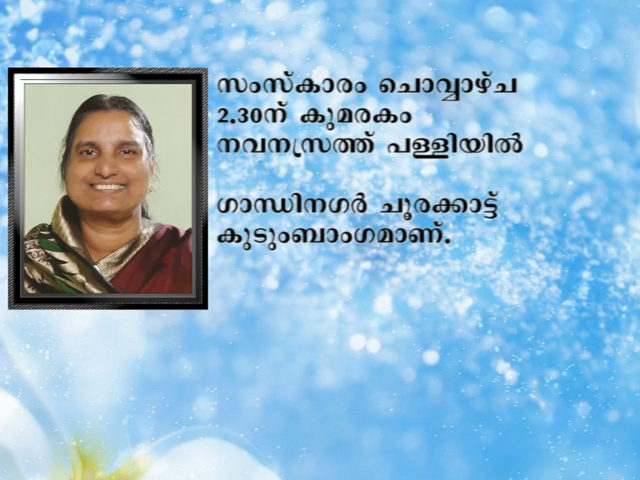 സംസ്കാരം ചൊവ്വാഴ്ച
2.30ന് കുമരകം
നവനസ്രത്ത് പള്ളിയിൽ
ഗാന്ധിനഗർ ചൂരക്കാട്ട്
കുടുംബാംഗമാണ്.